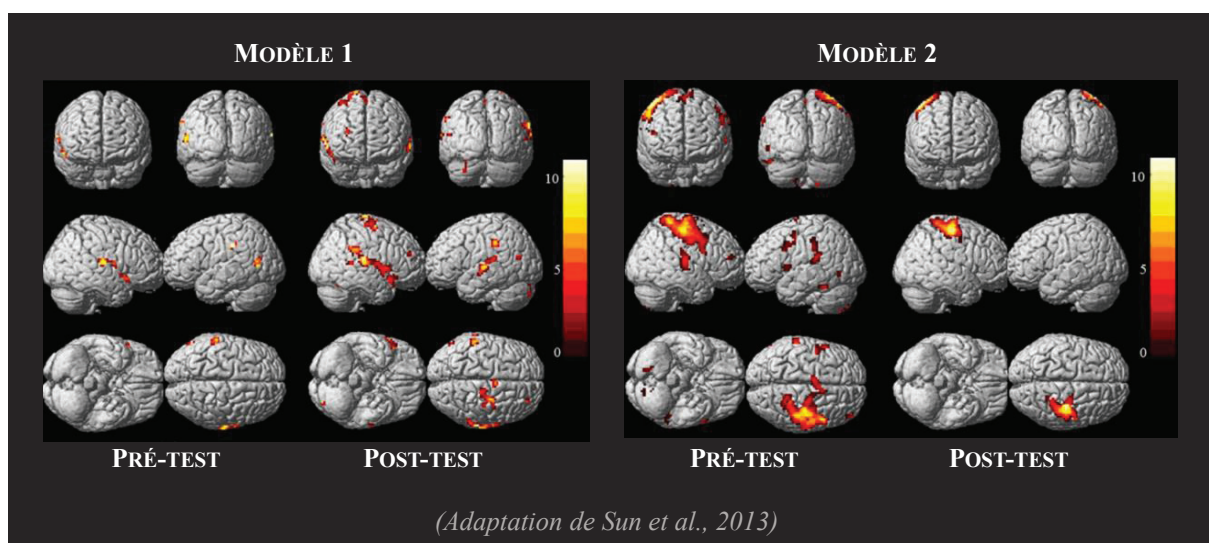 MODÈLE 1
MODÈLE 2
10
5
0
10
5
0
PRÉ-TEST
POST-TEST
PRÉ-TEST
POST-TEST
(Adaptation de Sun et al., 2013)